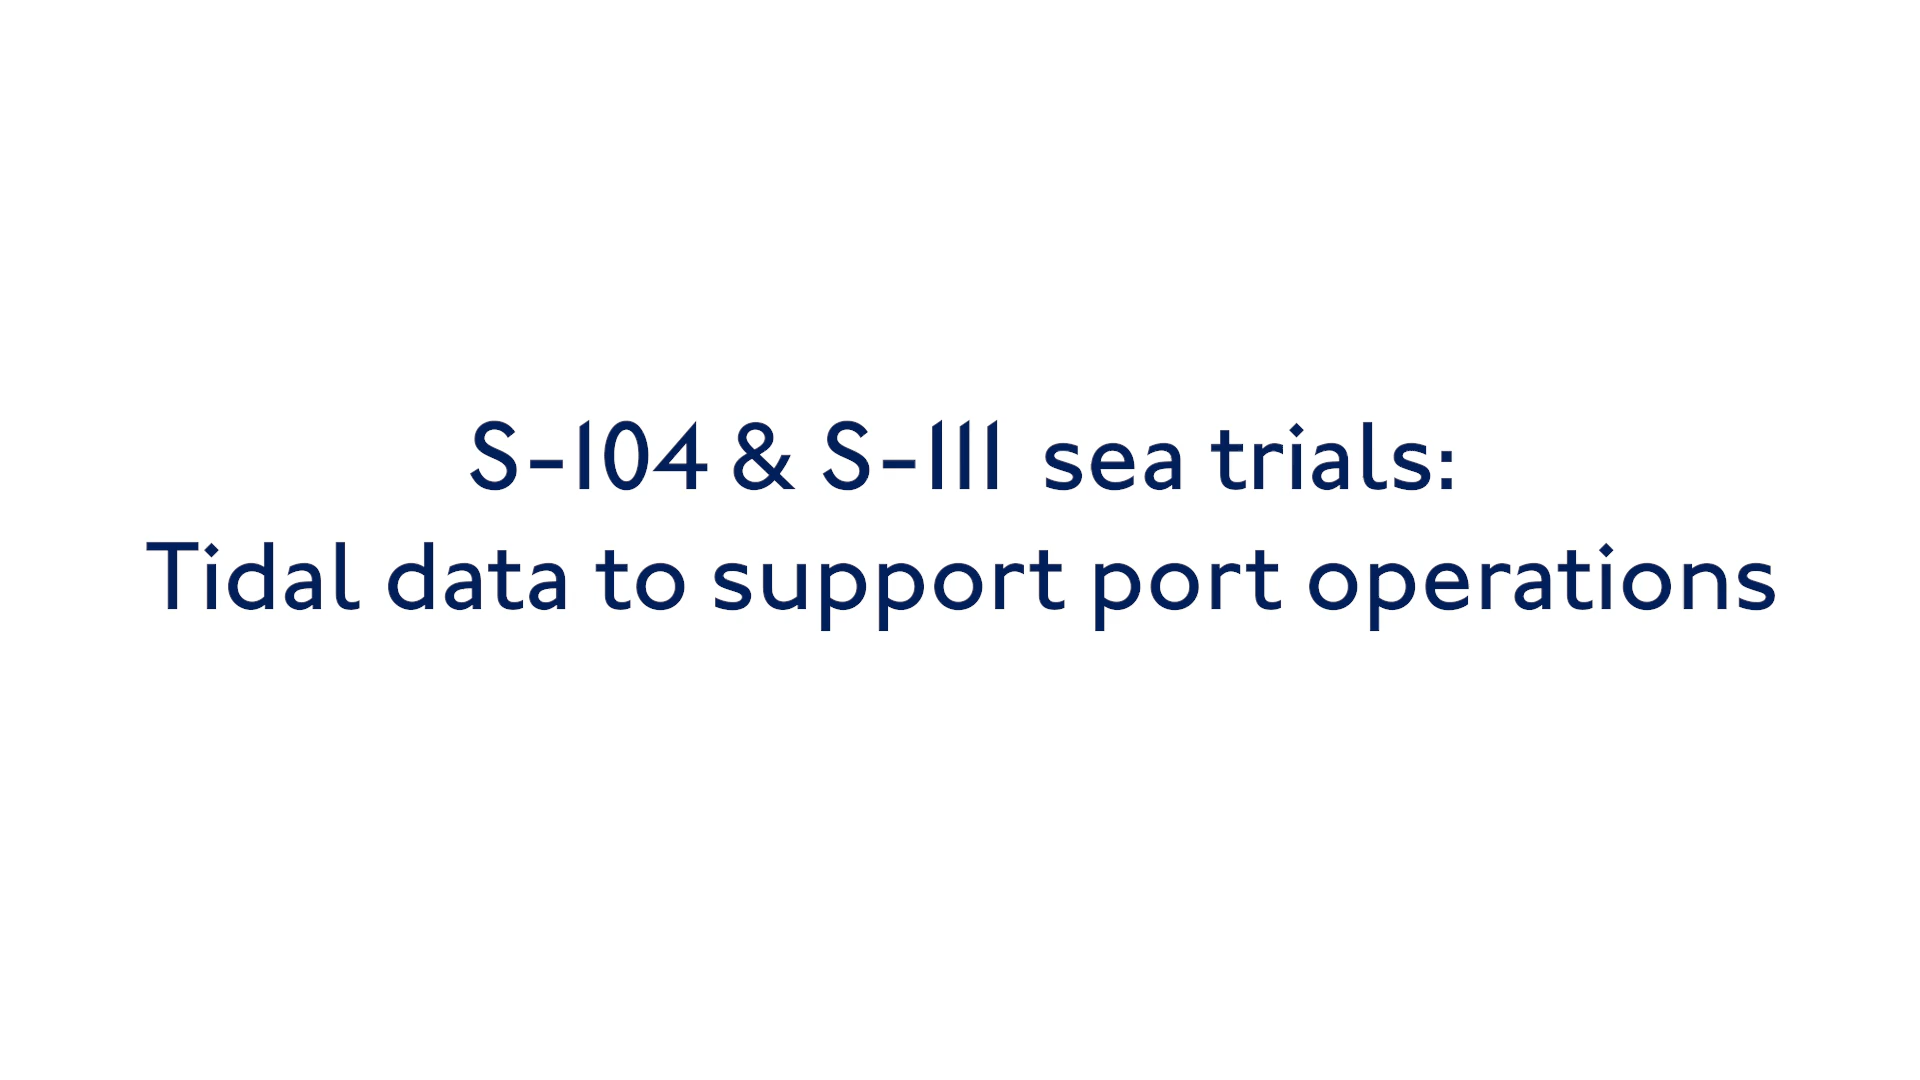 S-104 & S-111 sea trials:
Tidal data to support port operations